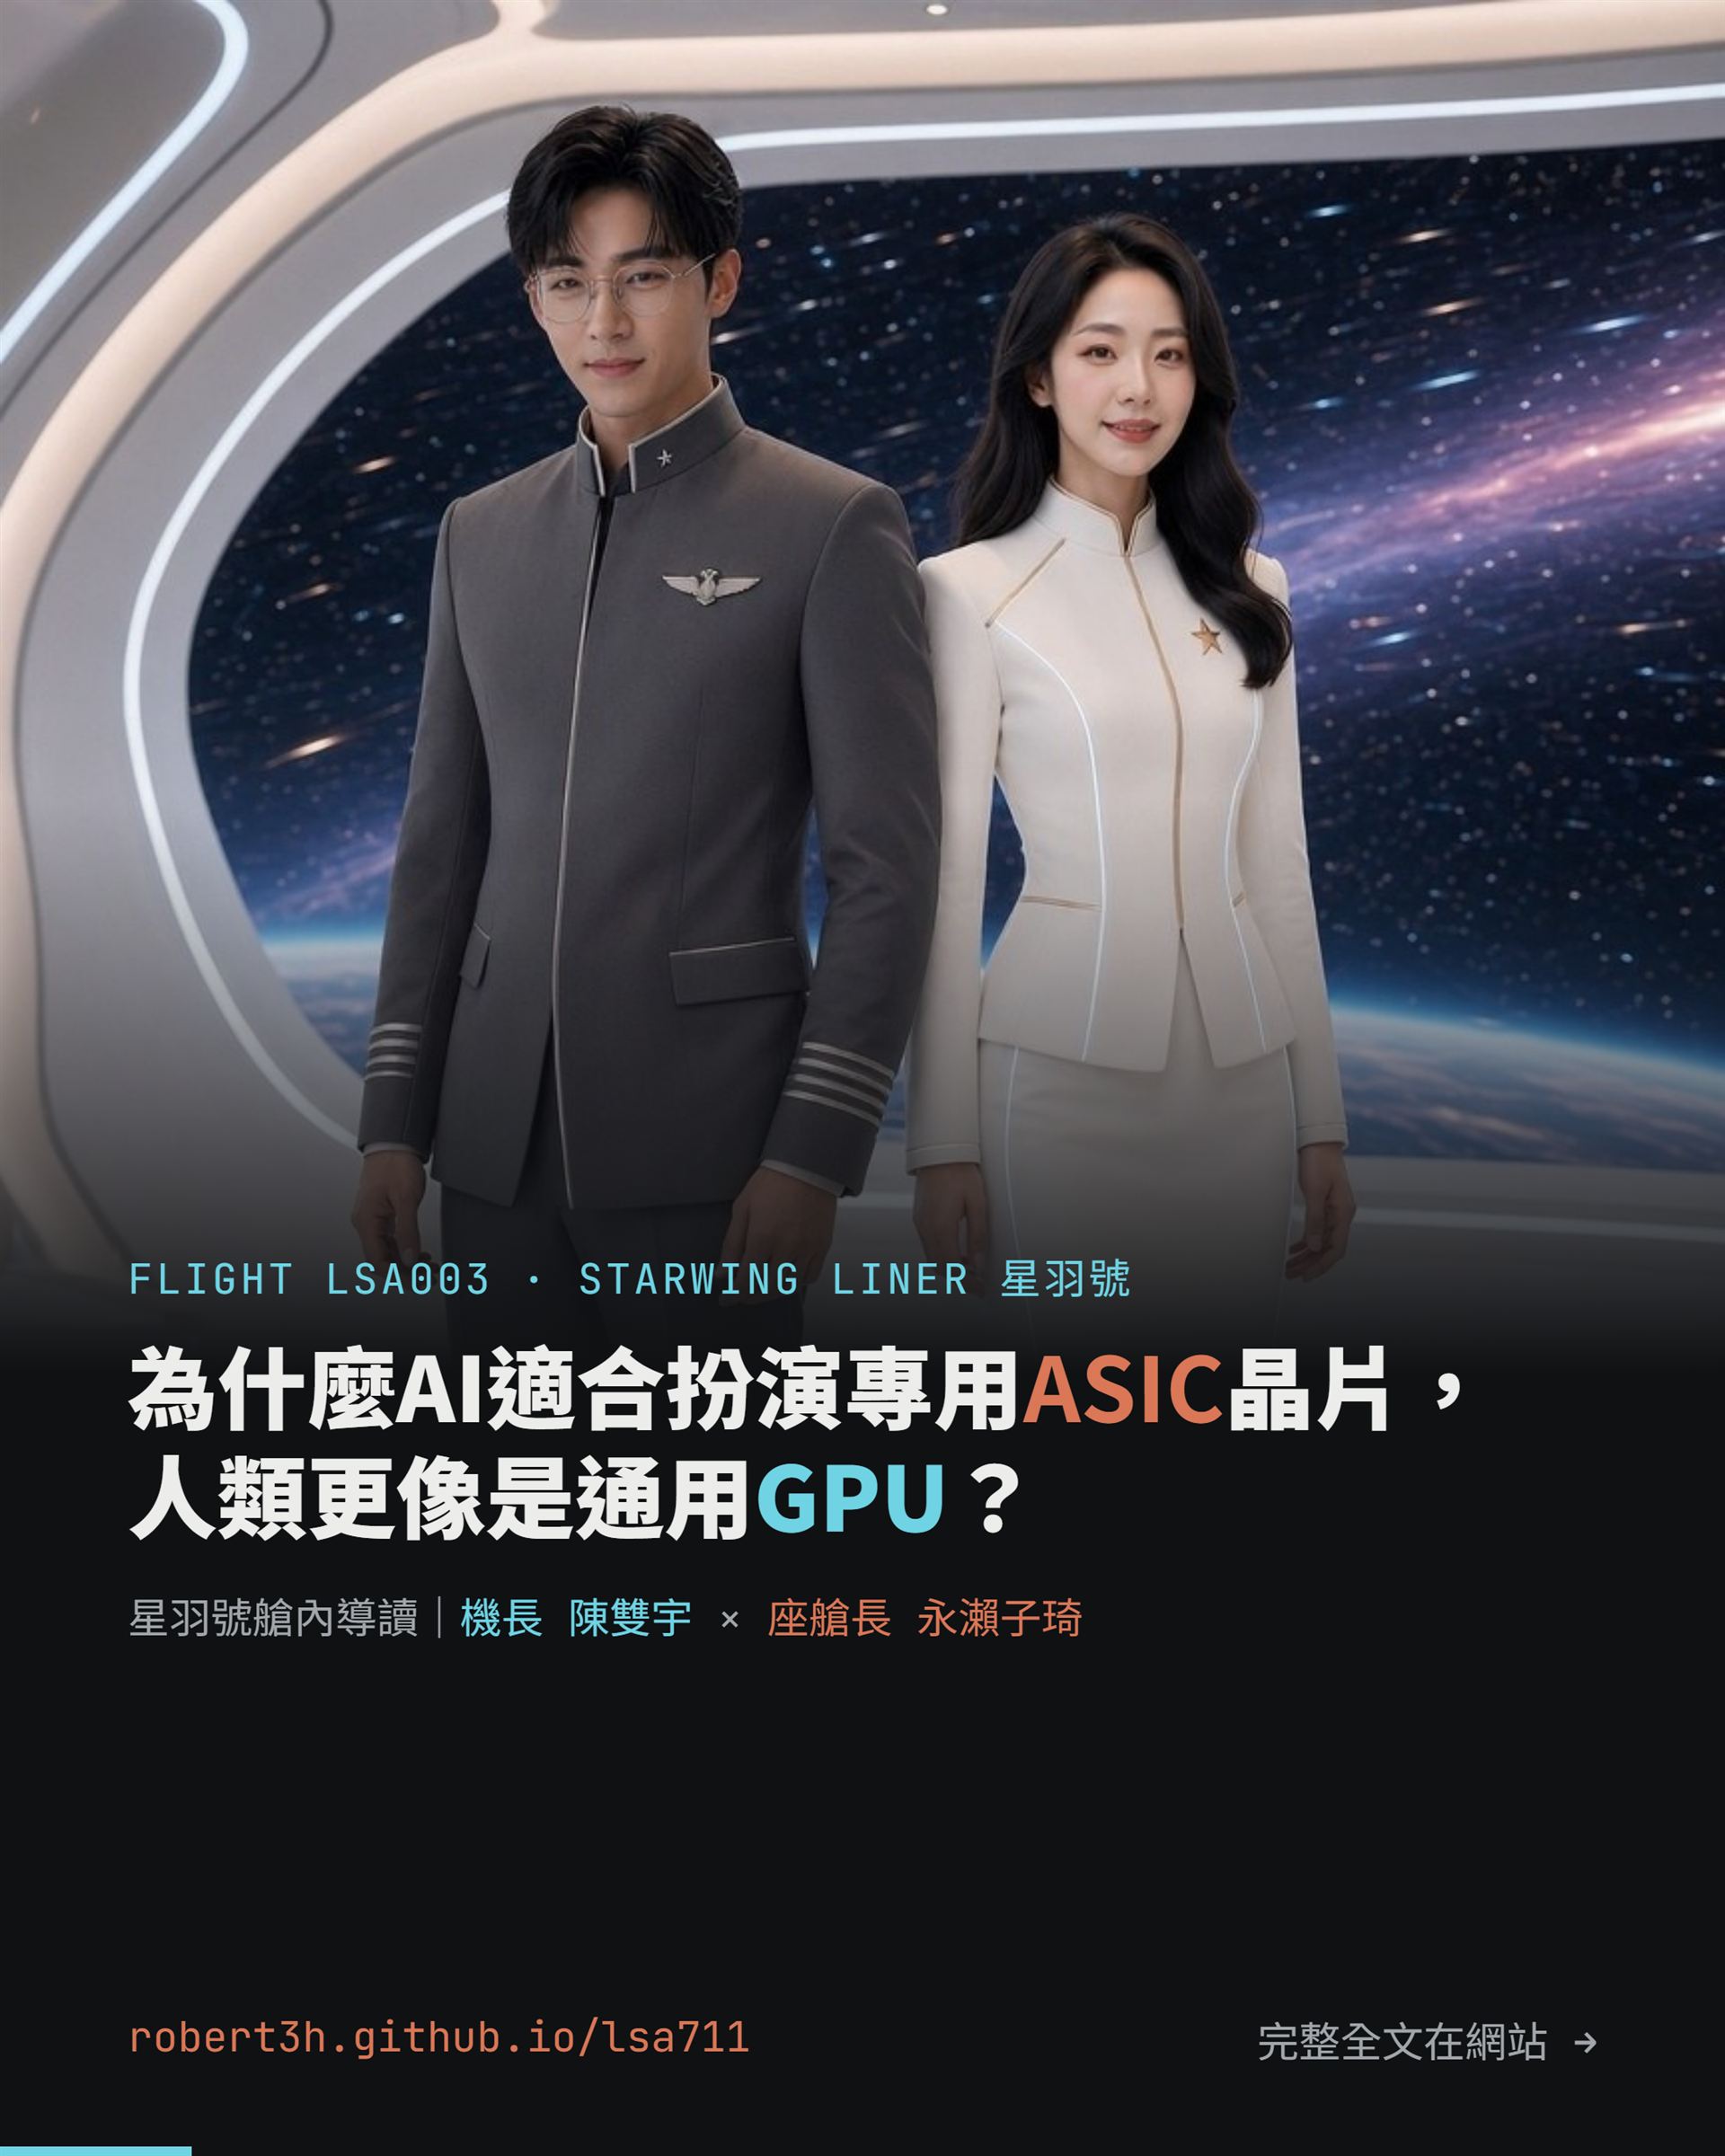 FLIGHT LSA003 · STARWING LINER 星羽號
為什麼AI適合扮演專用ASIC晶片，
人類更像是通用GPU？
星羽號艙內導讀｜機長 陳雙宇 × 座艙長 永瀨子琦
robert3h.github.io/lsa711
完整全文在網站 →